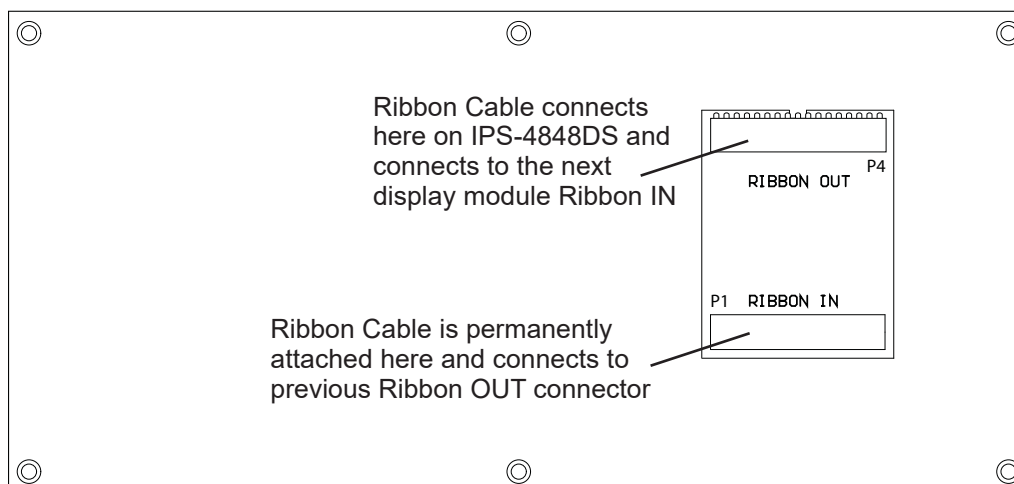 Ribbon Cable connects
here on IPS-4848DS and
connects to the next
display module Ribbon IN
P4
RIBBON OUT
P1 RIBBON IN
Ribbon Cable is permanently
attached here and connects to
previous Ribbon OUT connector